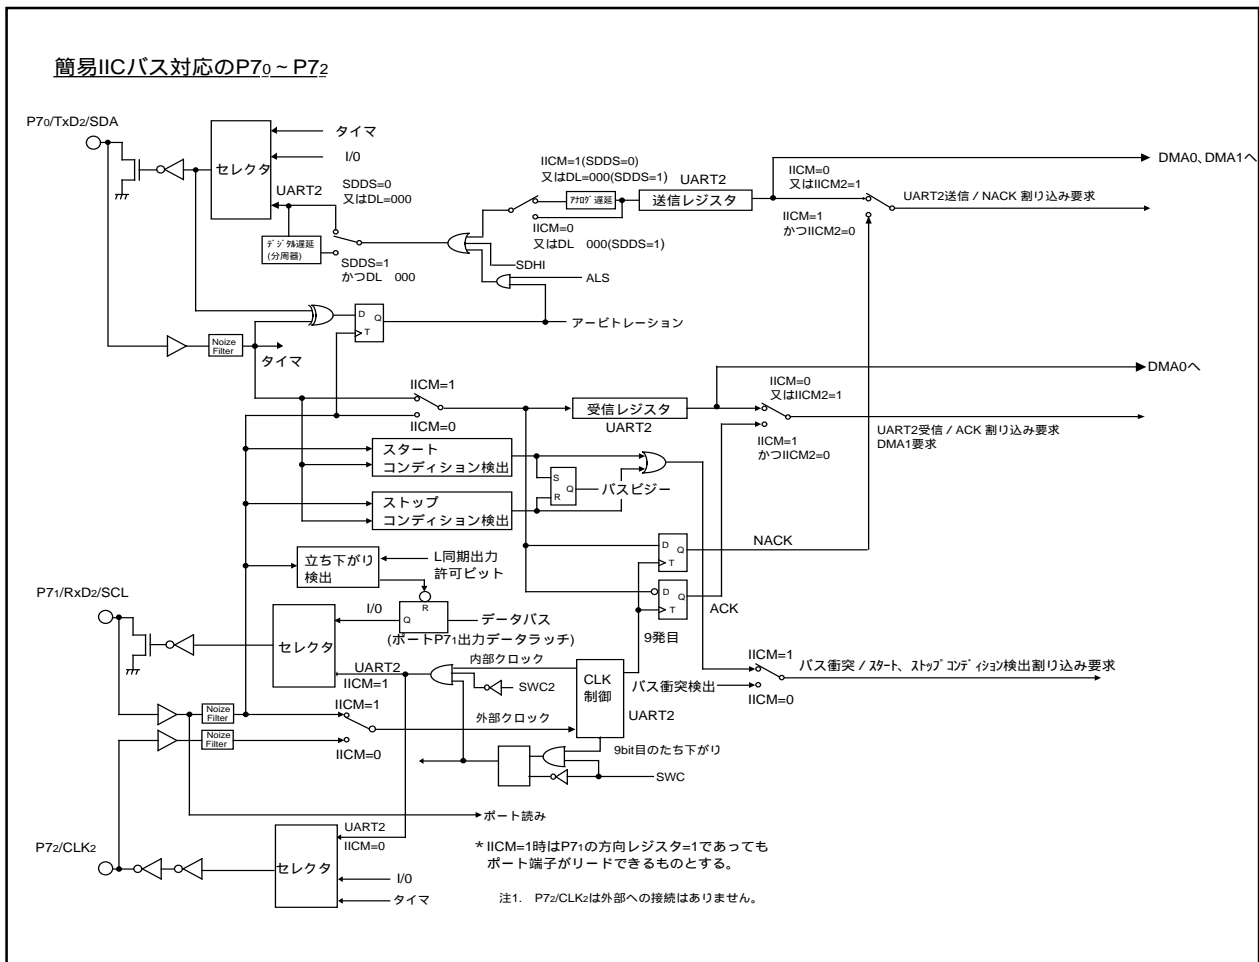 簡易IICバス対応のP70 ~ P72
P70/TxD2/SDA
セレクタ
タイマ
I/0
UART2
SDDS=0
又はDL=000
デジタル遅延
(分周器)
SDDS=1
かつDL 000
IICM=1(SDDS=0)
又はDL=000(SDDS=1)
アナログ遅延
IICM=0
又はDL 000(SDDS=1)
UART2
送信レジスタ
SDHI
ALS
IICM=0
又はIICM2=1
IICM=1
かつIICM2=0
DMA0、DMA1へ
UART2送信 / NACK 割り込み要求
D
Q
T
アービトレーション
Noize
Filter
タイマ
IICM=1
IICM=0
受信レジスタ
UART2
IICM=0
又はIICM2=1
IICM=1
かつIICM2=0
DMA0へ
UART2受信 / ACK 割り込み要求
DMA1要求
スタート
コンディション検出
ストップ
コンディション検出
S
R
Q
バスビジー
立ち下がり
検出
L同期出力
許可ビット
D
Q
T
NACK
D
Q
T
ACK
9発目
P71/RxD2/SCL
セレクタ
I/0
R
Q
データバス
(ポートP71出力データラッチ)
UART2
IICM=1
内部クロック
SWC2
CLK
制御
UART2
バス衝突検出
IICM=1
IICM=0
バス衝突 / スタート、ストップコンディション検出割り込み要求
Noize
Filter
Noize
Filter
IICM=1
IICM=0
外部クロック
9bit目のたち下がり
SWC
ポート読み
P72/CLK2
セレクタ
UART2
IICM=0
I/0
タイマ
* IICM=1時はP71の方向レジスタ=1であっても
ポート端子がリードできるものとする。
注1. P72/CLK2は外部への接続はありません。